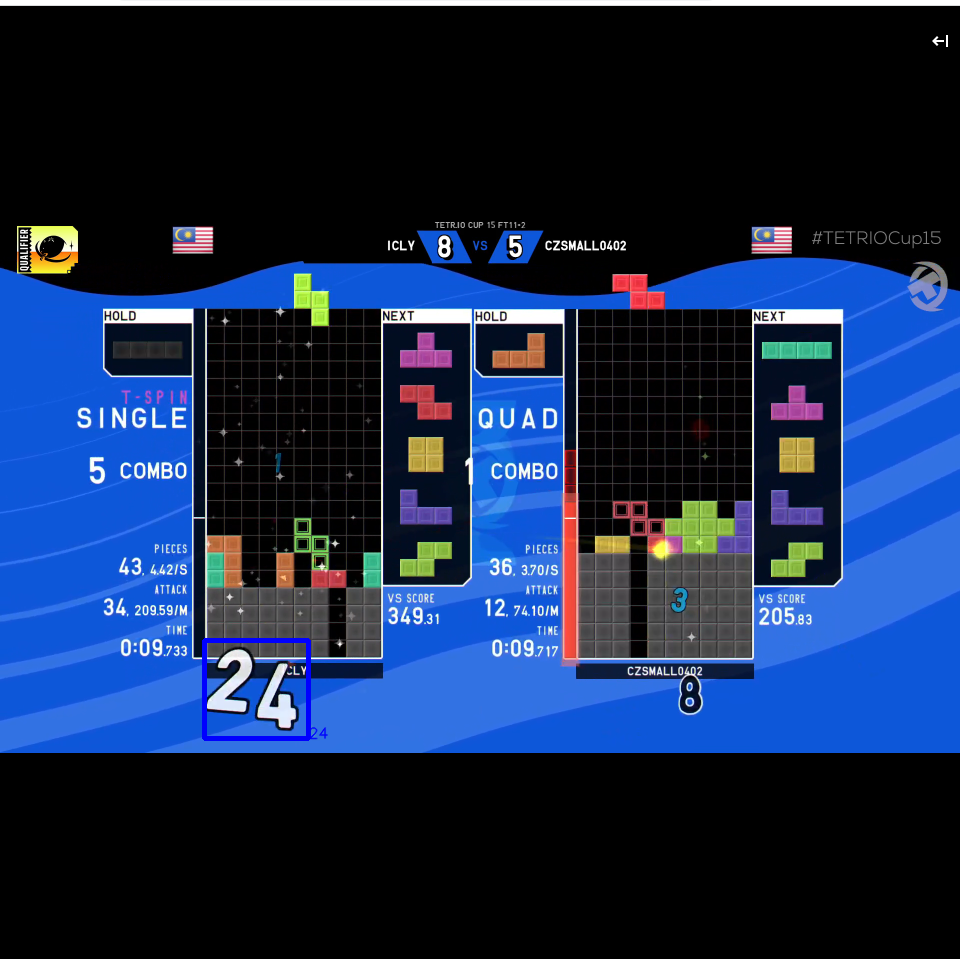 TETR.IO CUP 15 FT11·2
QUALIFIER
ICLY 8 VS 5 CZSMALL0402
#TETRIOCup15
HOLD
NEXT
HOLD
NEXT
T-SPIN
SINGLE
5 COMBO
1
PIECES
43, 4.42/S
ATTACK
34, 209.59/M
TIME
0:09.733
VS SCORE
349.31
QUAD
1 COMBO
3
PIECES
36, 3.70/S
ATTACK
12, 74.10/M
TIME
0:09.717
VS SCORE
205.83
CLY
CZSMALL0402
24
24
8